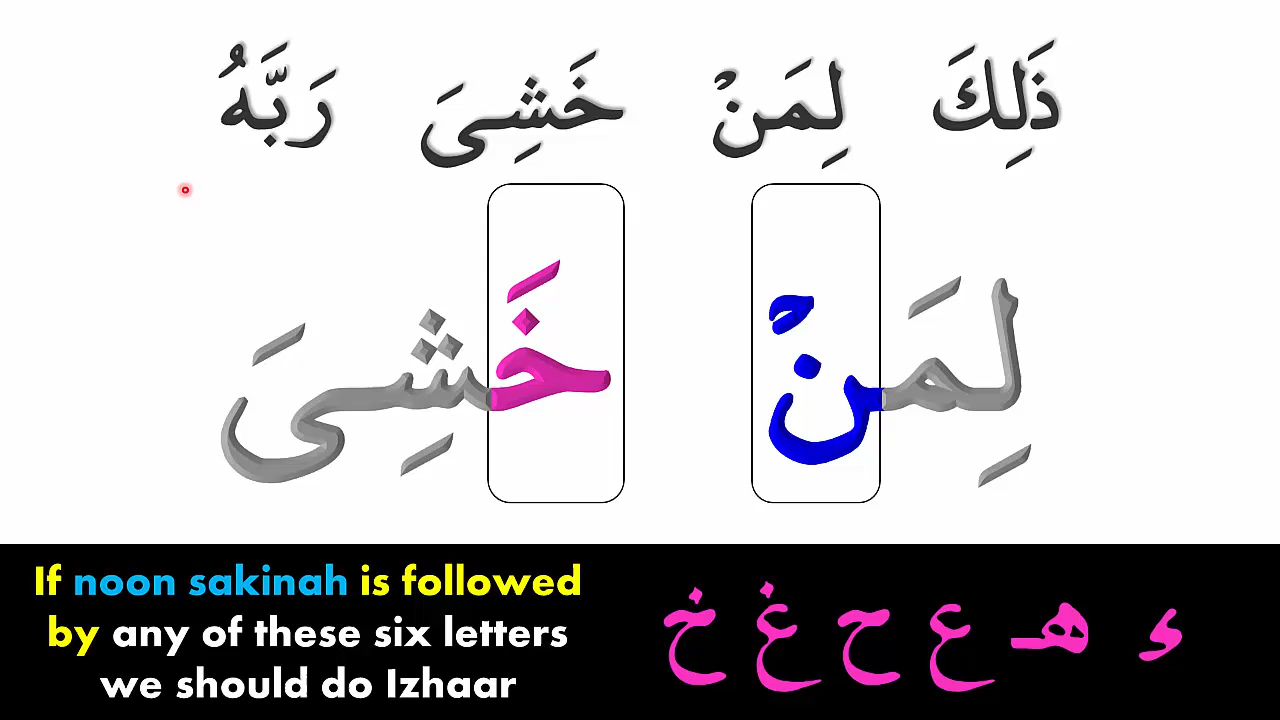 ذَلِكَ لِمَنْ خَشِىَ رَبَّهُ
لِمَنْ خَشِىَ
If noon sakinah is followed
by any of these six letters
we should do Izhaar
ء هـ ع ح غ خ